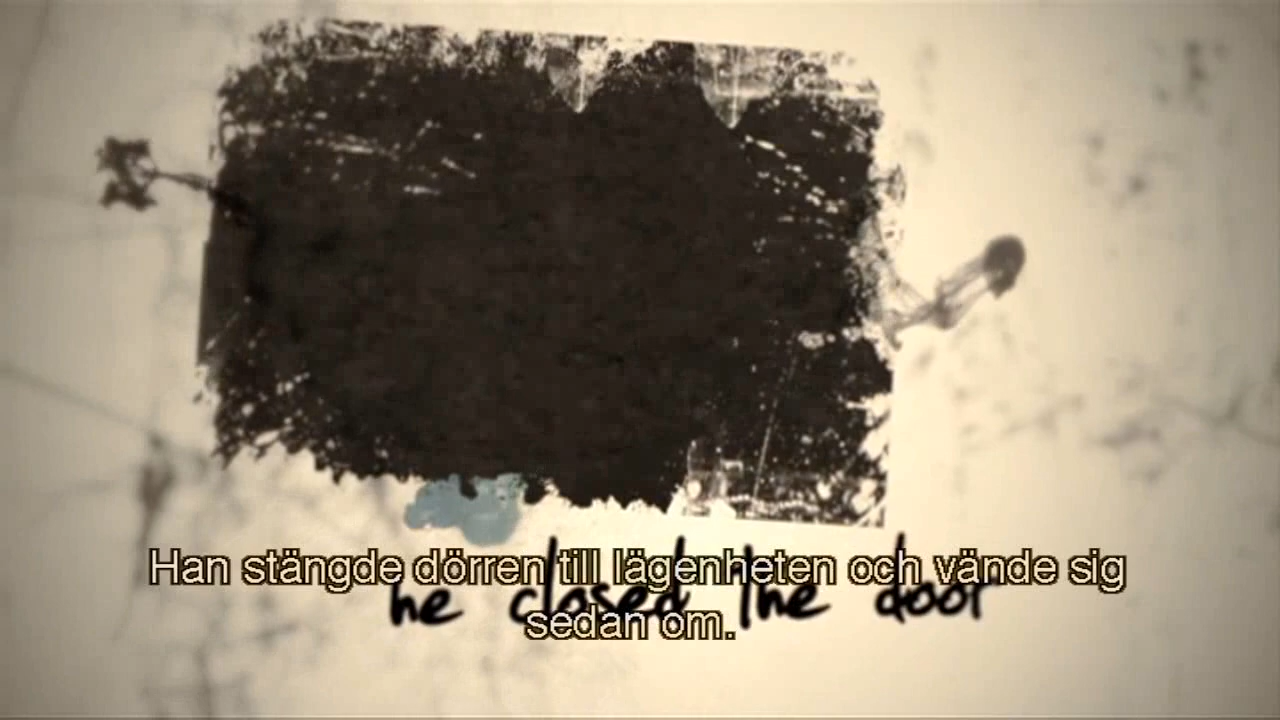 Han stängde dörren till lägenheten och vände sig
he closed the door
sedan om.